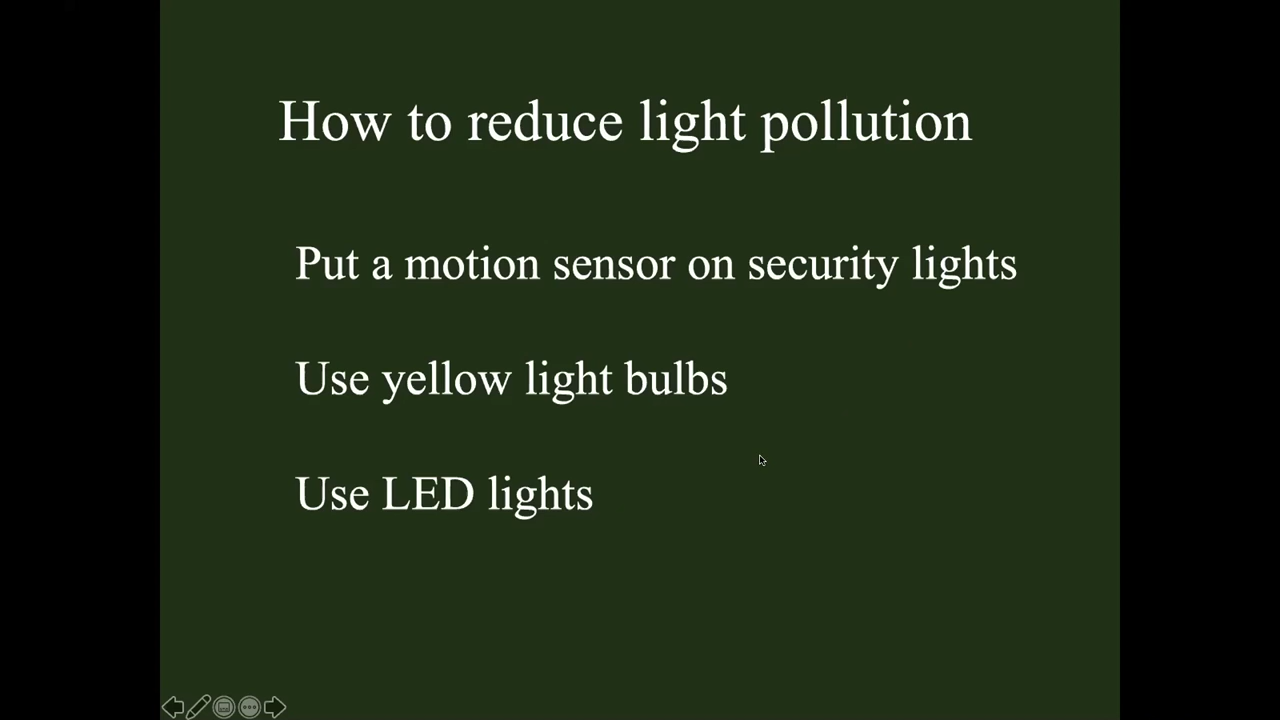 How to reduce light pollution
Put a motion sensor on security lights
Use yellow light bulbs
Use LED lights